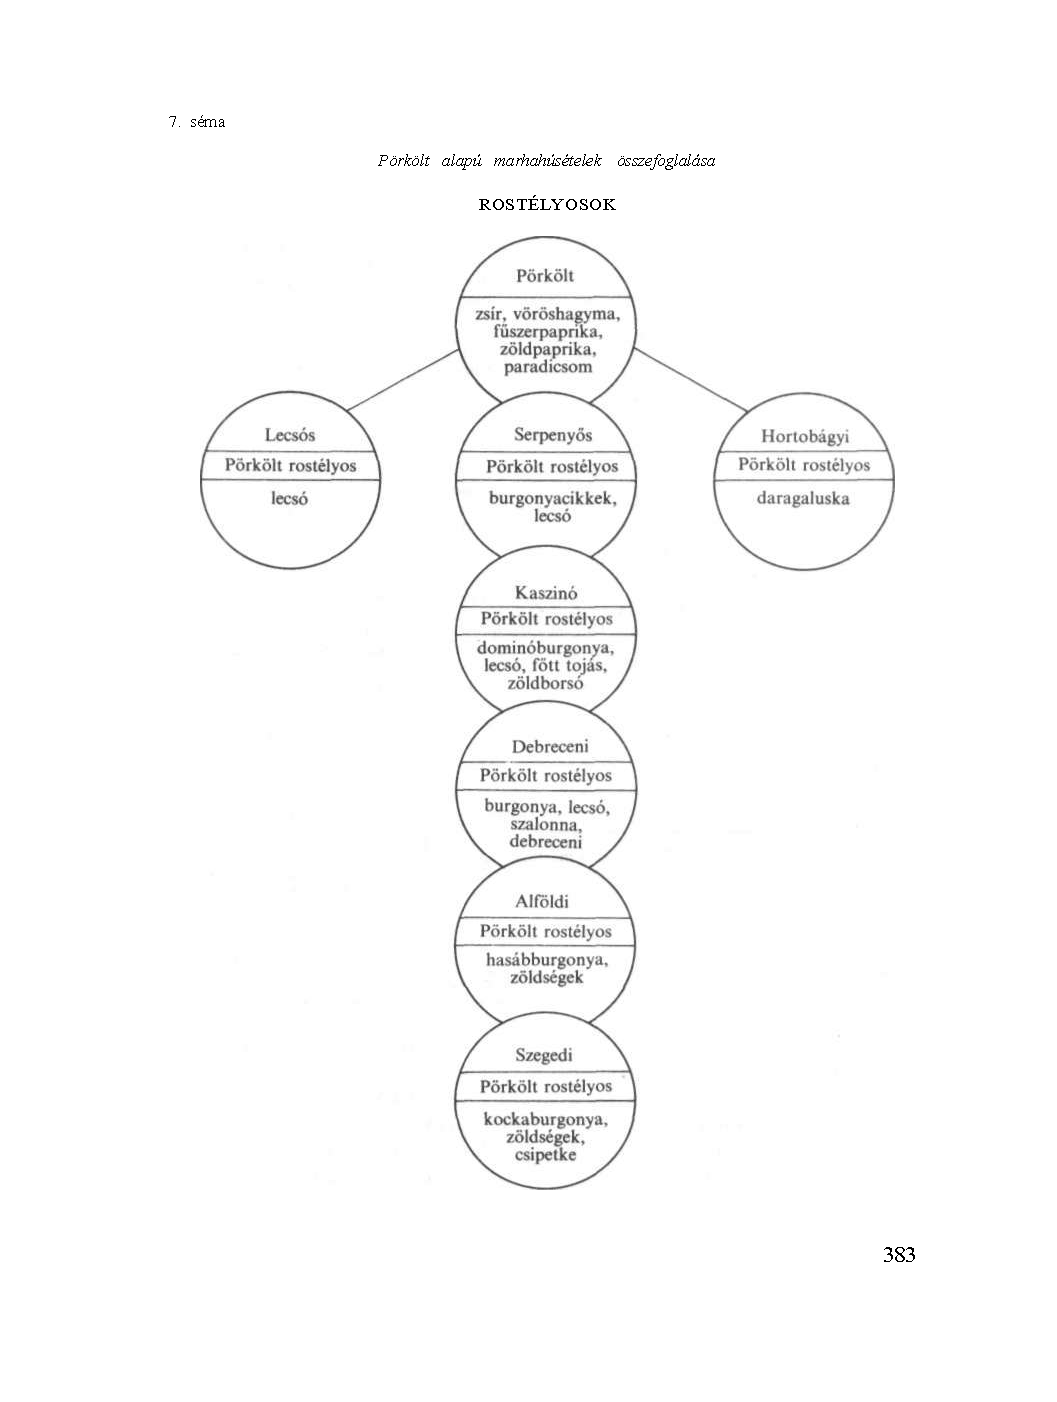 7. séma
Pörkölt alapú marhahúsételek összefoglalása
ROSTÉLYOSOK
Pörkölt
zsír, vöröshagyma,
fűszerpaprika,
zöldpaprika,
paradicsom
Lecsós
Pörkölt rostélyos
lecsó
Serpenyős
Pörkölt rostélyos
burgonyacikkek,
lecsó
Hortobágyi
Pörkölt rostélyos
daragaluska
Kaszinó
Pörkölt rostélyos
dominóburgonya,
lecsó, főtt tojás,
zöldborsó
Debreceni
Pörkölt rostélyos
burgonya, lecsó,
szalonna,
debreceni
Alföldi
Pörkölt rostélyos
hasábburgonya,
zöldségek
Szegedi
Pörkölt rostélyos
kockaburgonya,
zöldségek,
csipetke
383